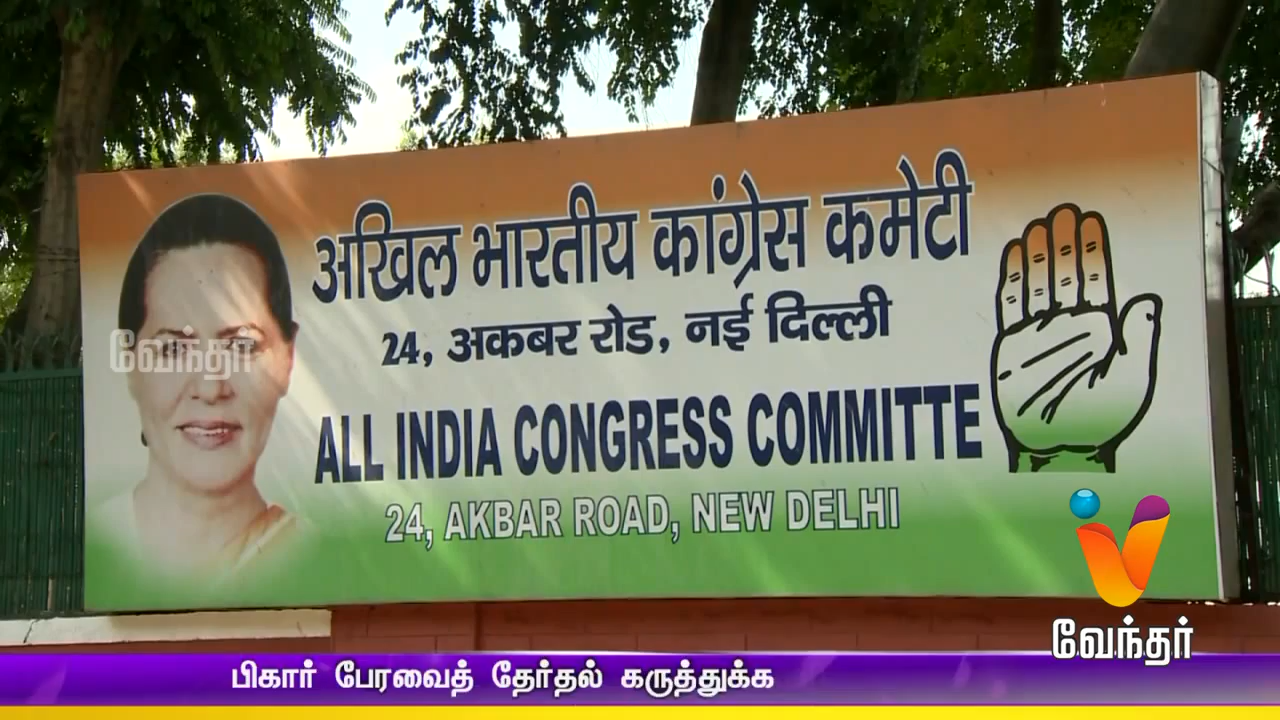 अखिल भारतीय कांग्रेस कमेटी
24, अकबर रोड, नई दिल्ली
ALL INDIA CONGRESS COMMITTE
24, AKBAR ROAD, NEW DELHI
வேந்தர்
வேந்தர்
பிகார் பேரவைத் தேர்தல் கருத்துக்க